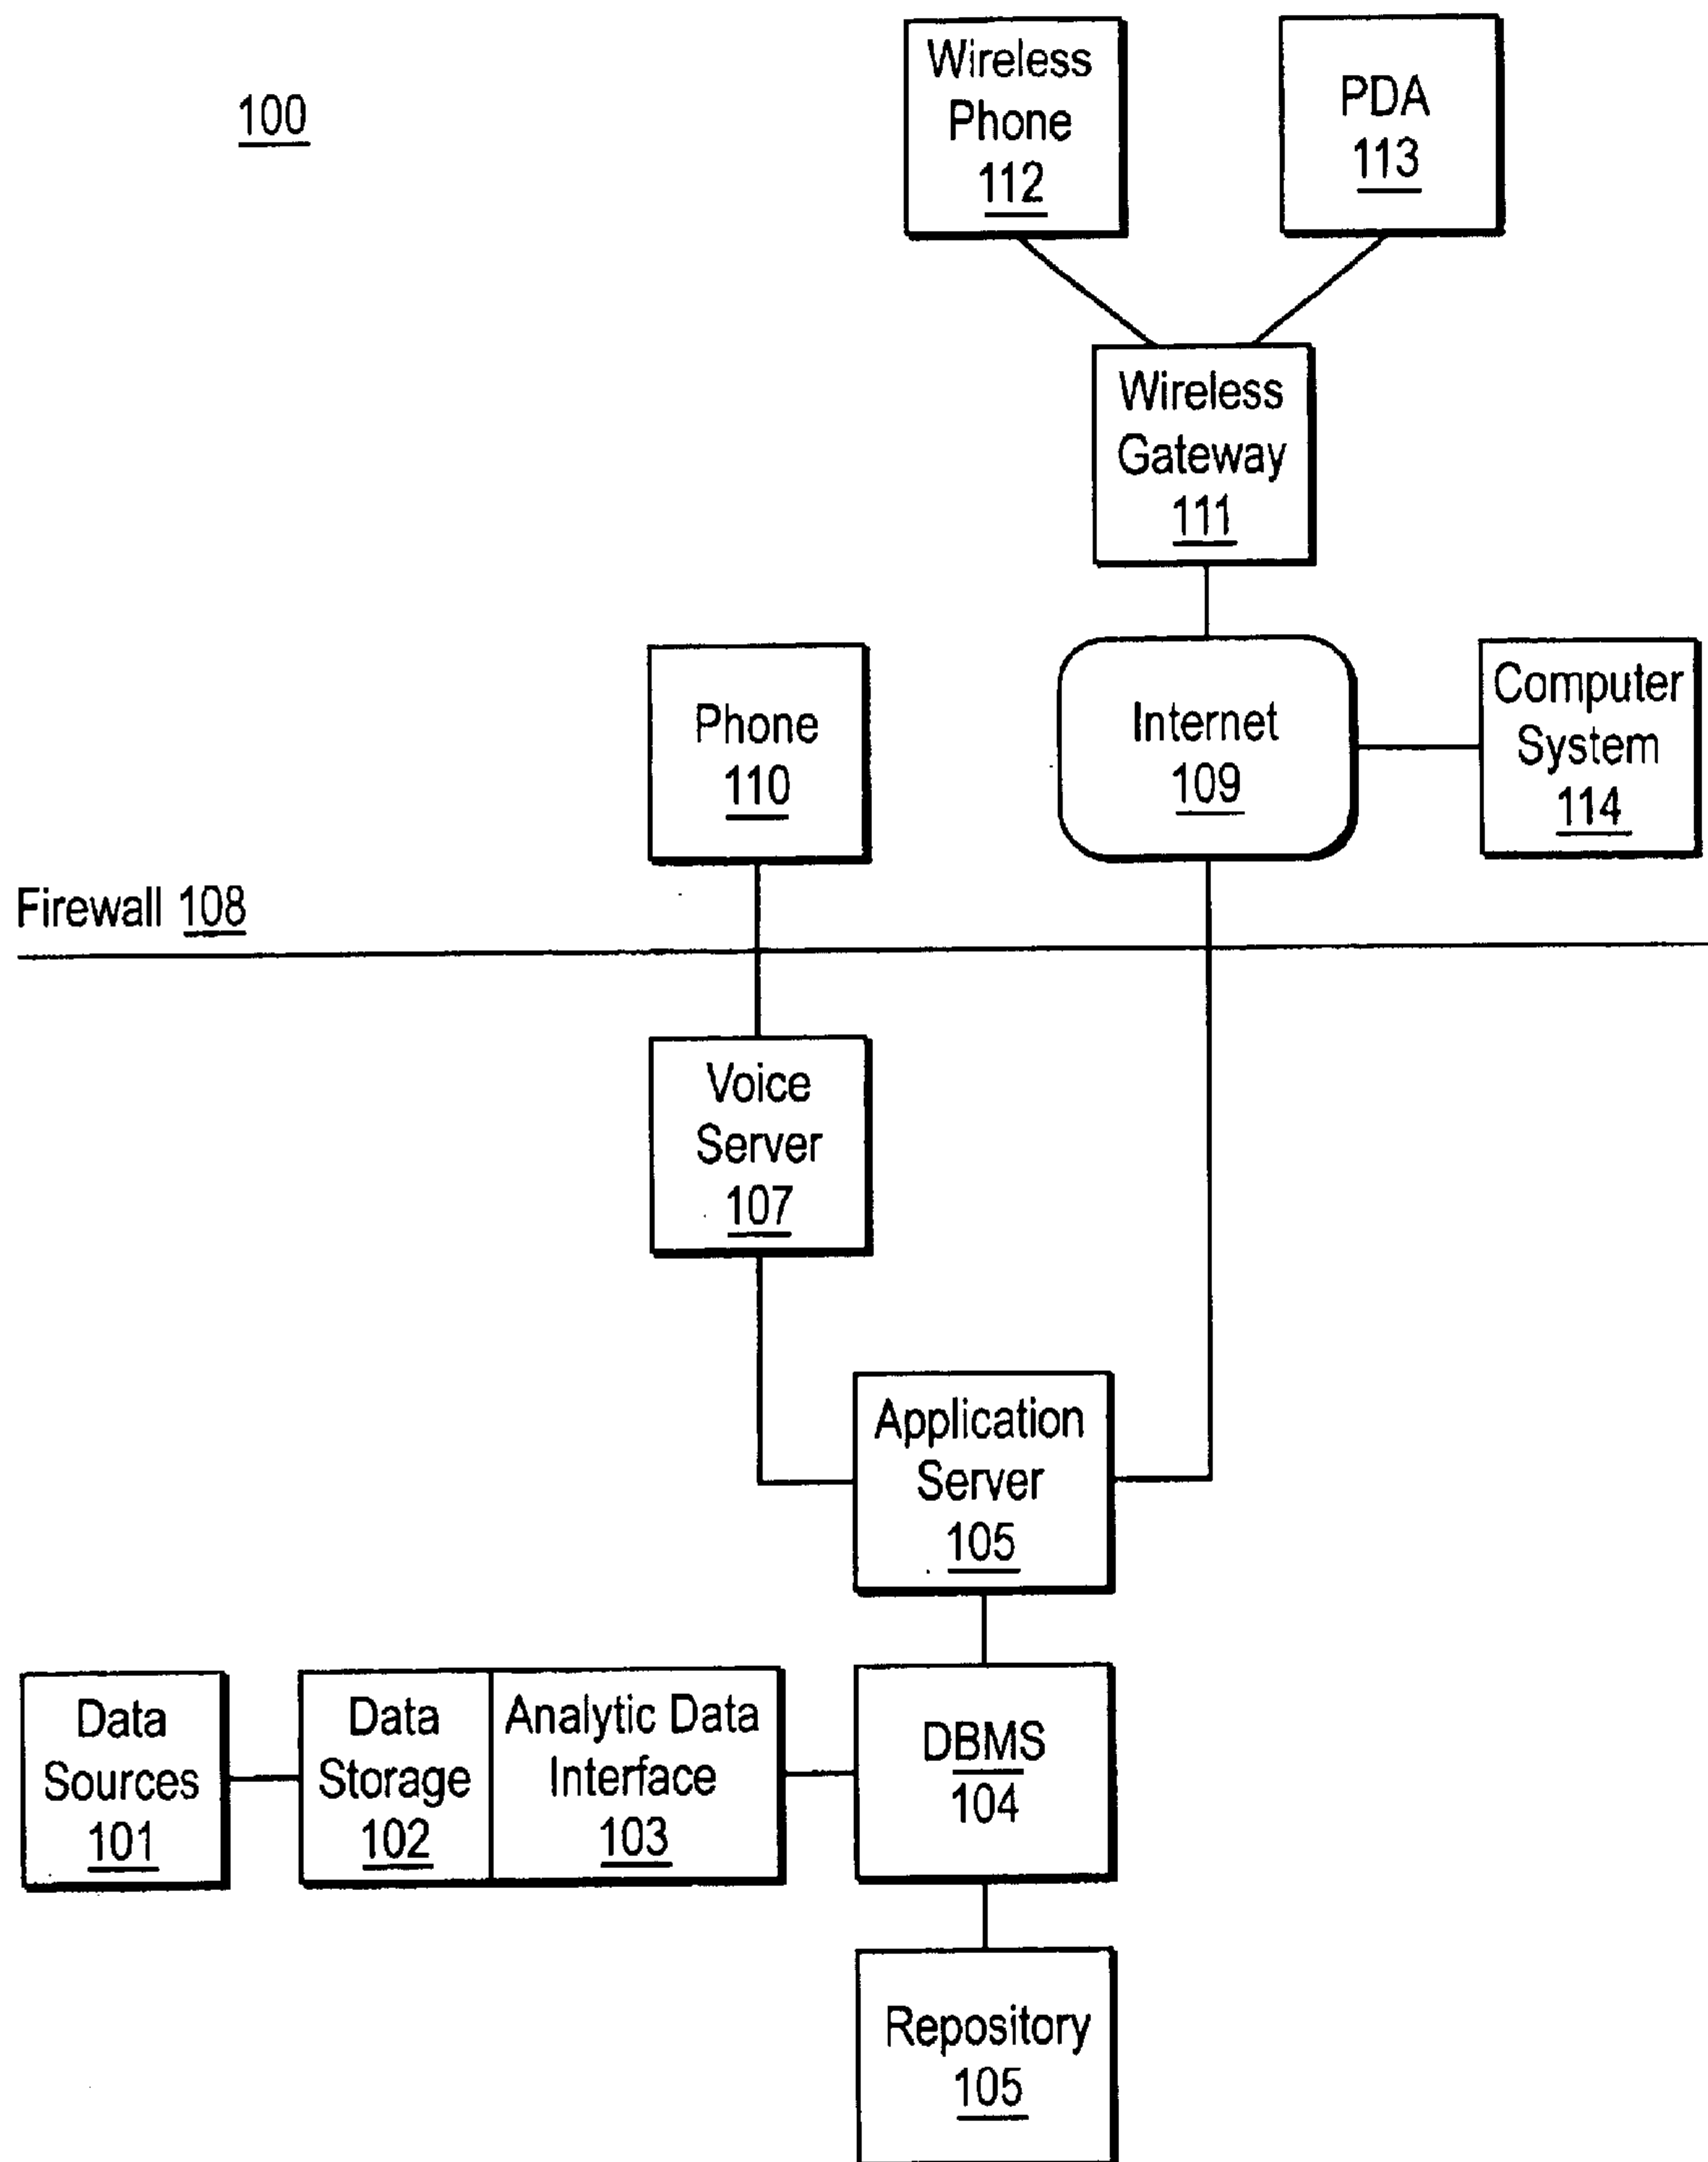 100
Wireless
Phone
112
PDA
113
Wireless
Gateway
111
Phone
110
Internet
109
Computer
System
114
Firewall 108
Voice
Server
107
Application
Server
105
Data
Sources
101
Data
Storage
102
Analytic Data
Interface
103
DBMS
104
Repository
105